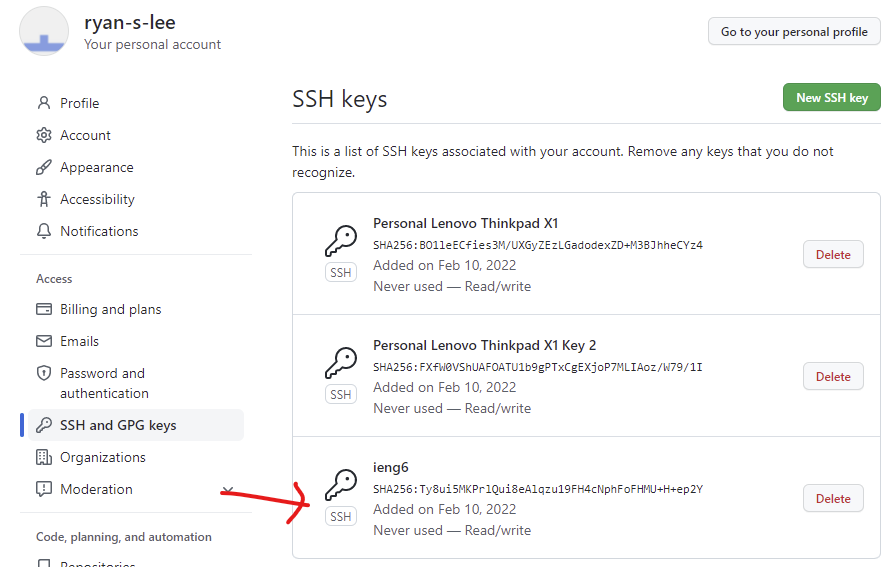 ryan-s-lee
Your personal account
Go to your personal profile
Profile
Account
Appearance
Accessibility
Notifications
Access
Billing and plans
Emails
Password and
authentication
SSH and GPG keys
Organizations
Moderation
Code, planning, and automation
Repositories
SSH keys
New SSH key
This is a list of SSH keys associated with your account. Remove any keys that you do not
recognize.
Personal Lenovo Thinkpad X1
SHA256:BO1leECfies3M/UXGyZEzLGadodexZD+M3BJhheCYz4
SSH
Added on Feb 10, 2022
Never used — Read/write
Delete
Personal Lenovo Thinkpad X1 Key 2
SHA256:FXfW0VShUAFOATU1b9gPTxCgEXjoP7MLIAoz/W79/1I
SSH
Added on Feb 10, 2022
Never used — Read/write
Delete
ieng6
SHA256:Ty8ui5MKPrlQui8eAlqzu19FH4cNphFoFHMU+H+ep2Y
SSH
Added on Feb 10, 2022
Never used — Read/write
Delete